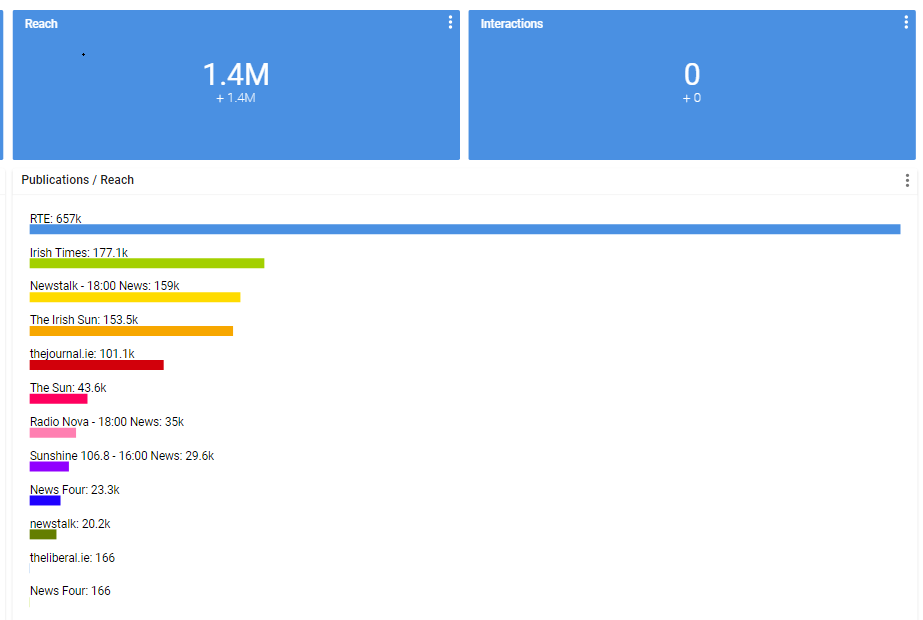 Reach
1.4M
+ 1.4M
Interactions
0
+ 0
Publications / Reach
RTE: 657k
Irish Times: 177.1k
Newstalk - 18:00 News: 159k
The Irish Sun: 153.5k
thejournal.ie: 101.1k
The Sun: 43.6k
Radio Nova - 18:00 News: 35k
Sunshine 106.8 - 16:00 News: 29.6k
News Four: 23.3k
newstalk: 20.2k
theliberal.ie: 166
News Four: 166